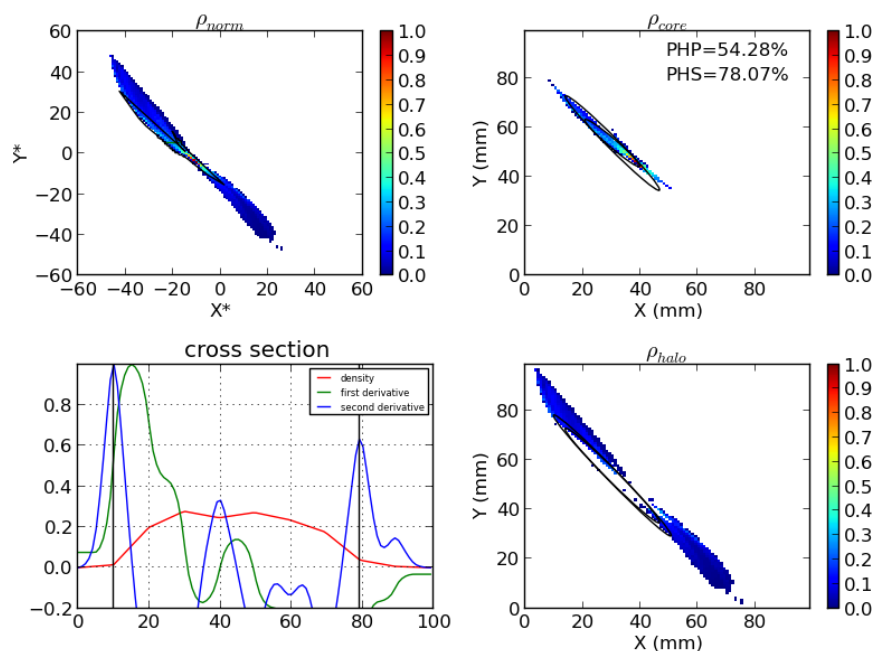 ρnorm
60
40
20
0
−20
−40
−60
Y*
−60 −40 −20 0 20 40 60
X*
1.0
0.9
0.8
0.7
0.6
0.5
0.4
0.3
0.2
0.1
0.0
ρcore
PHP=54.28%
PHS=78.07%
80
60
40
20
0
Y (mm)
0 20 40 60 80
X (mm)
1.0
0.9
0.8
0.7
0.6
0.5
0.4
0.3
0.2
0.1
0.0
cross section
density
first derivative
second derivative
0.8
0.6
0.4
0.2
0.0
−0.2
0 20 40 60 80 100
ρhalo
80
60
40
20
0
Y (mm)
0 20 40 60 80
X (mm)
1.0
0.9
0.8
0.7
0.6
0.5
0.4
0.3
0.2
0.1
0.0